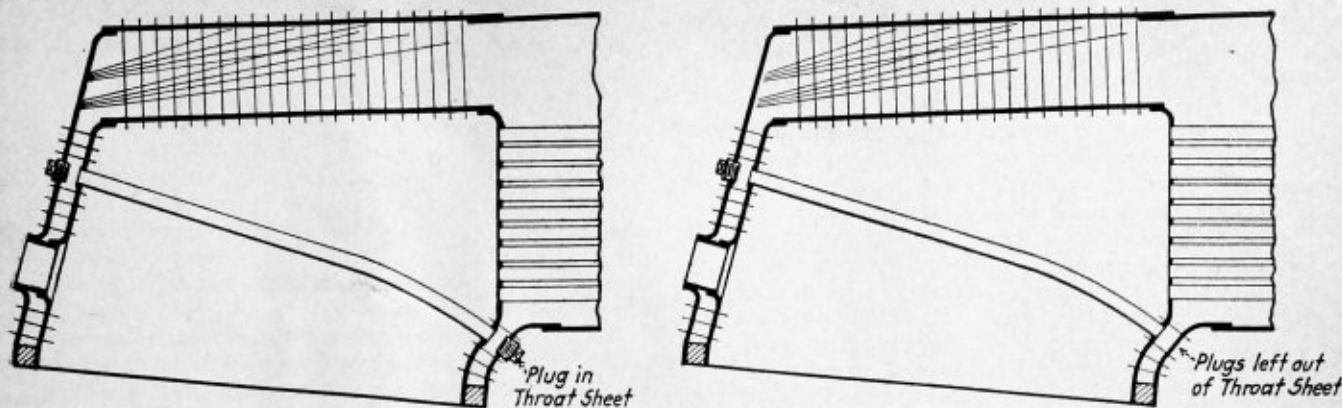 Plug in
Throat Sheet
Plugs left out
of Throat Sheet